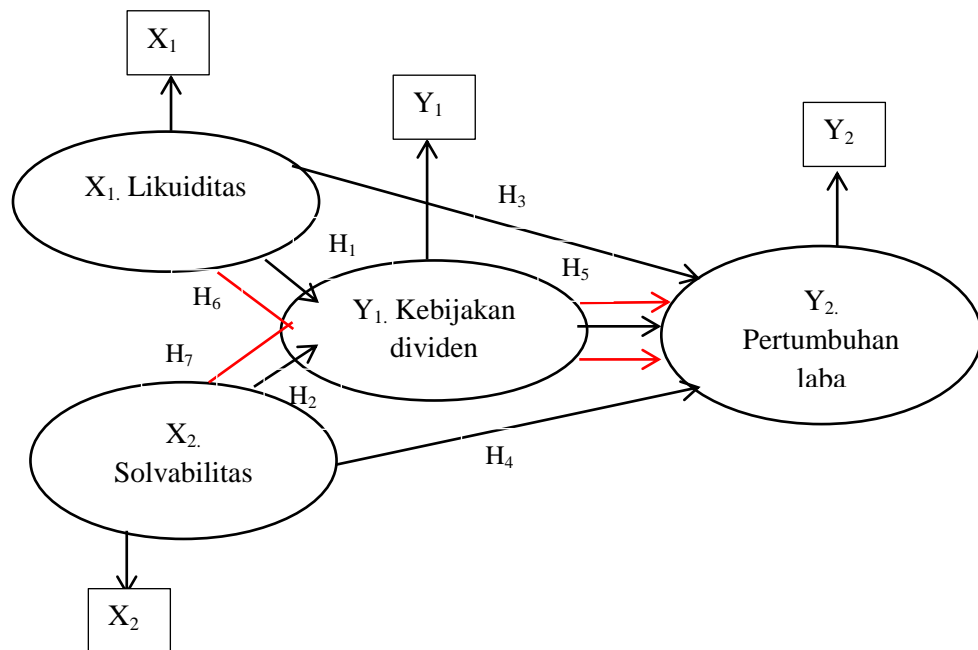 X₁
Y₁
Y₂
X₁. Likuiditas
H₃
H₁
H₅
H₆
Y₁. Kebijakan
dividen
Y₂.
Pertumbuhan
laba
H₇
H₂
X₂.
Solvabilitas
H₄
X₂